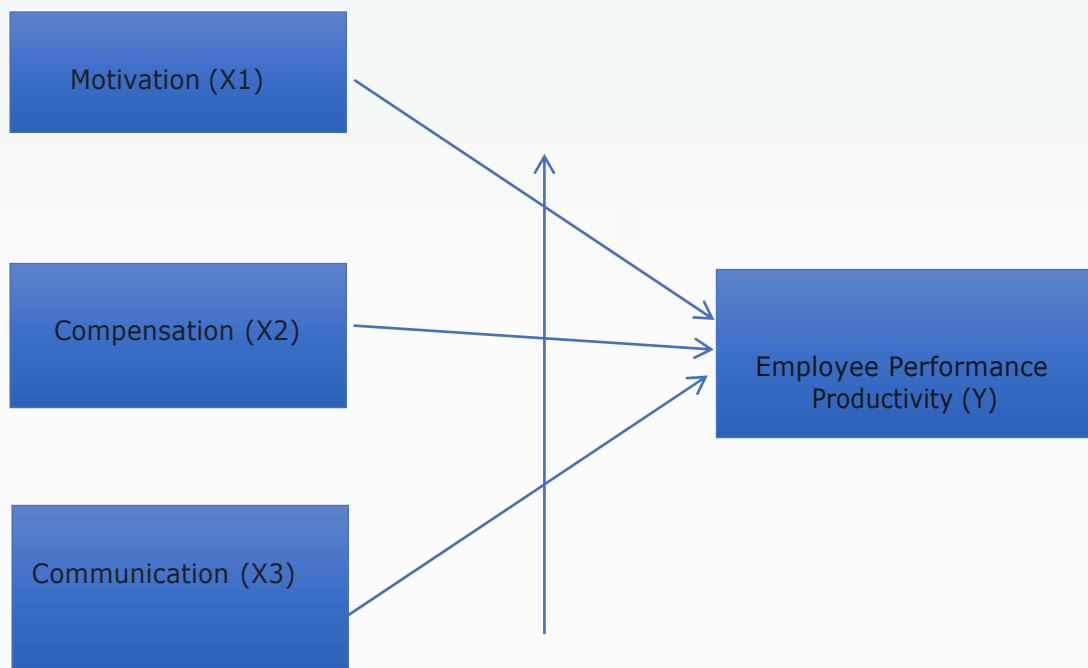 Motivation (X1)
Compensation (X2)
Employee Performance
Productivity (Y)
Communication (X3)